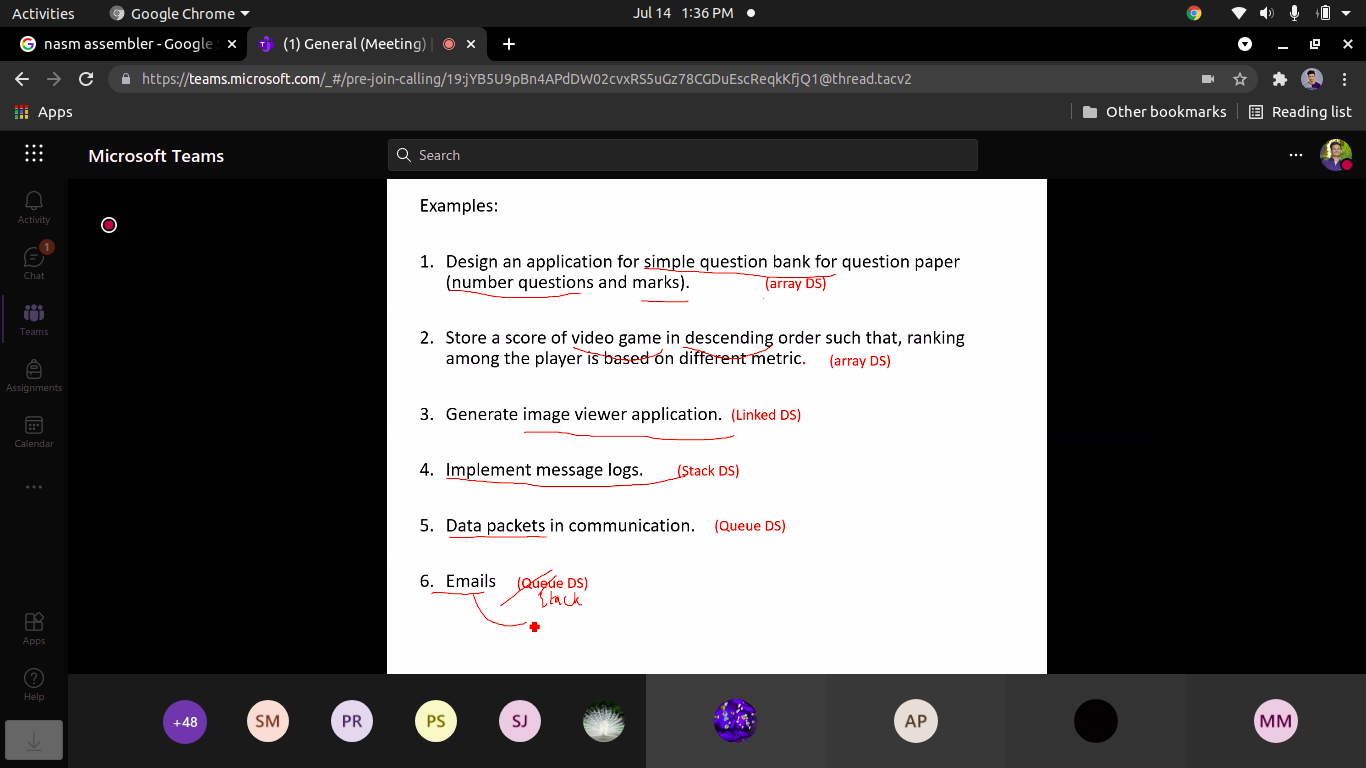 Activities
Google Chrome
Jul 14 1:36 PM
nasm assembler - Google
(1) General (Meeting) |
https://teams.microsoft.com/_#/pre-join-calling/19:jYB5U9pBn4APdDW02cvxRS5uGz78CGDuEscReqkKfjQ1@thread.tacv2
Apps
Other bookmarks
Reading list
Microsoft Teams
Search
Activity
1
Chat
Teams
Assignments
Calendar
Apps
Help
Examples:
1. Design an application for simple question bank for question paper
(number questions and marks). (array DS)
2. Store a score of video game in descending order such that, ranking
among the player is based on different metric. (array DS)
3. Generate image viewer application. (Linked DS)
4. Implement message logs. (Stack DS)
5. Data packets in communication. (Queue DS)
6. Emails (Queue DS)
Stack
+48
SM
PR
PS
SJ
AP
MM